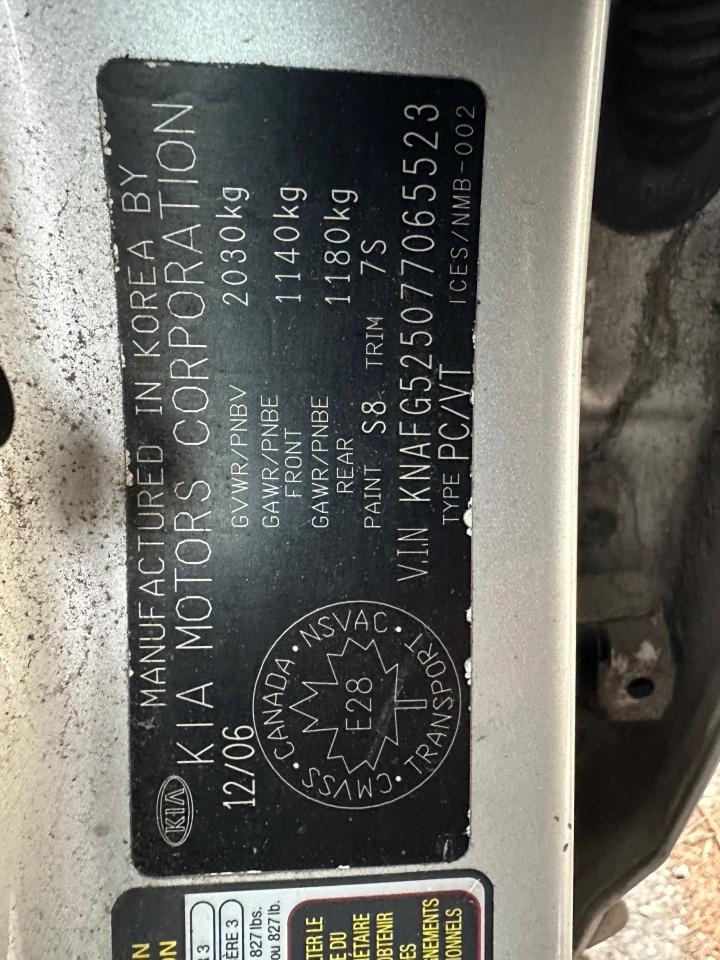 KIA
MANUFACTURED IN KOREA BY
KIA MOTORS CORPORATION
12/06
GVWR/PNBV 2030kg
GAWR/PNBE 1140kg
FRONT
GAWR/PNBE 1180kg
REAR
PAINT S8 TRIM 7S
V.I.N KNAFG525077065523
TYPE PC/VT ICES/NMB-002
CANADA · NSVAC · TRANSPORT · CMVSS ·
E28
ÈRE 3
827 lbs.
ou 827 lb.